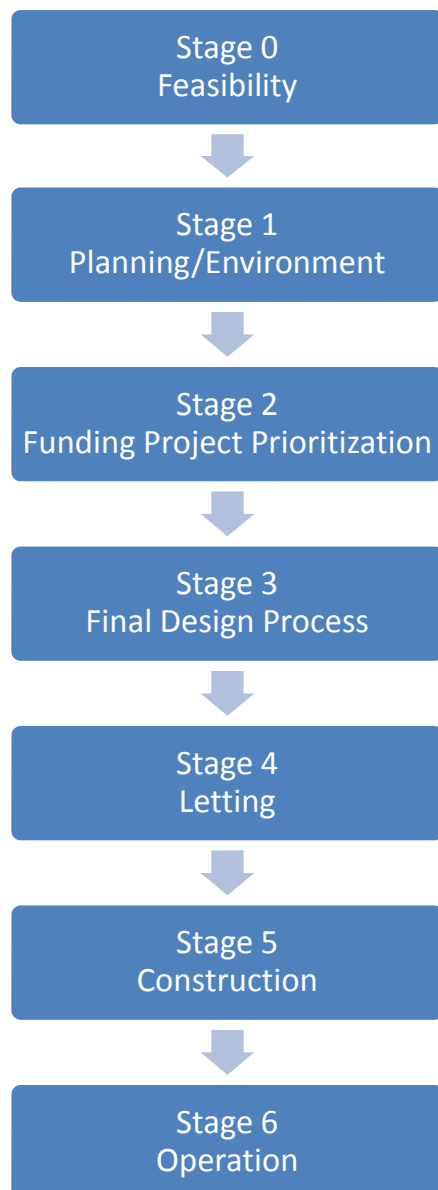 Stage 0
Feasibility
Stage 1
Planning/Environment
Stage 2
Funding Project Prioritization
Stage 3
Final Design Process
Stage 4
Letting
Stage 5
Construction
Stage 6
Operation